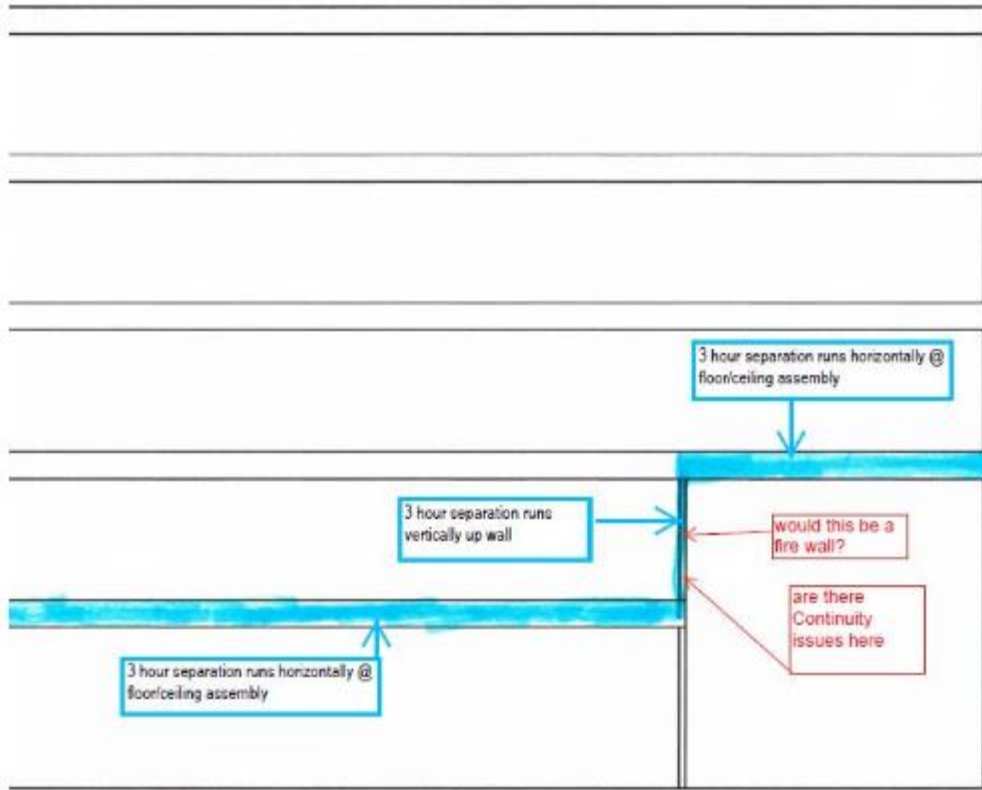 3 hour separation runs horizontally @
floor/ceiling assembly
3 hour separation runs
vertically up wall
would this be a
fire wall?
are there
Continuity
issues here
3 hour separation runs horizontally @
floor/ceiling assembly